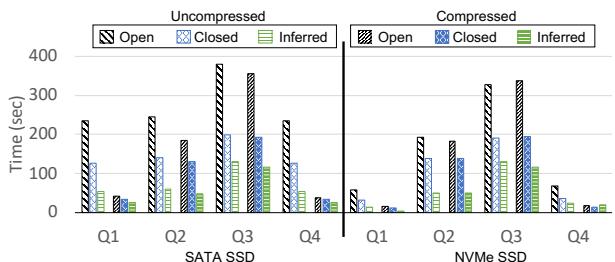 Uncompressed Compressed
Open Closed Inferred Open Closed Inferred
400
300
200
100
0
Time (sec)
Q1 Q2 Q3 Q4 Q1 Q2 Q3 Q4
SATA SSD NVMe SSD